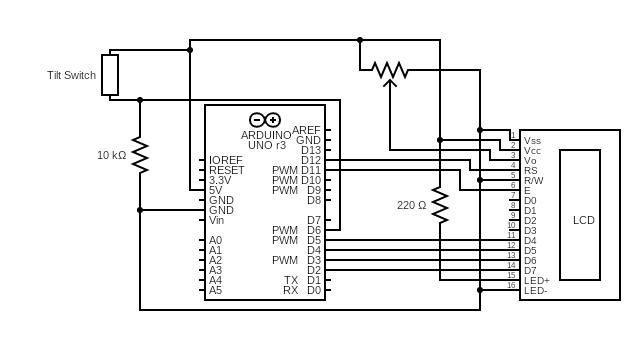 Tilt Switch
10 kΩ
ARDUINO
UNO r3
IOREF
RESET
3.3V
5V
GND
GND
Vin
A0
A1
A2
A3
A4
A5
AREF
GND
D13
D12
PWM D11
PWM D10
PWM D9
D8
D7
PWM D6
PWM D5
D4
PWM D3
D2
TX D1
RX D0
220 Ω
1 Vss
2 Vcc
3 Vo
4 RS
5 R/W
6 E
7 D0
8 D1
9 D2
10 D3
11 D4
12 D5
13 D6
14 D7
15 LED+
16 LED-
LCD